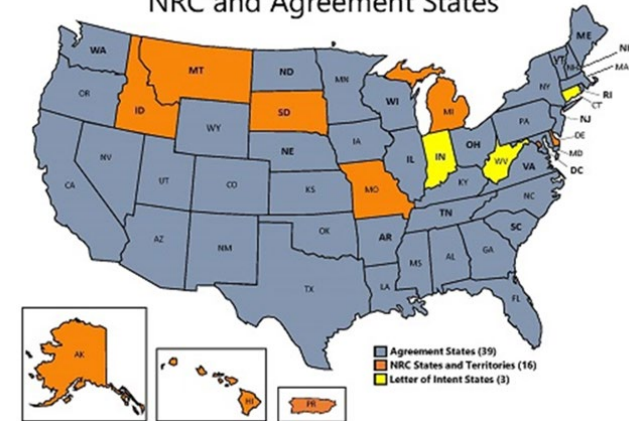 NRC and Agreement States
WA
MT
ND
MN
ME
VT
NH
MA
OR
ID
SD
WI
MI
NY
RI
CT
WY
IA
PA
NJ
NE
DE
NV
IL
IN
OH
MD
WV
VA
DC
CA
UT
CO
KS
MO
KY
NC
AZ
NM
OK
AR
TN
SC
MS
AL
GA
TX
LA
FL
AK
HI
PR
Agreement States (39)
NRC States and Territories (16)
Letter of Intent States (3)